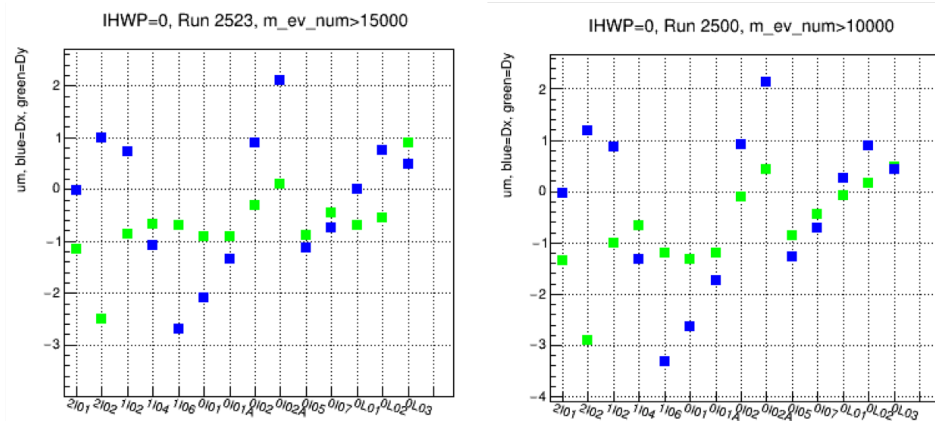 IHWP=0, Run 2523, m_ev_num>15000
um, blue=Dx, green=Dy
2
1
0
−1
−2
−3
2I01 2I02 1I02 1I04 1I06 0I01 0I01A 0I02 0I02A 0I05 0I07 0L01 0L02 0L03
IHWP=0, Run 2500, m_ev_num>10000
um, blue=Dx, green=Dy
2
1
0
−1
−2
−3
−4
2I01 2I02 1I02 1I04 1I06 0I01 0I01A 0I02 0I02A 0I05 0I07 0L01 0L02 0L03